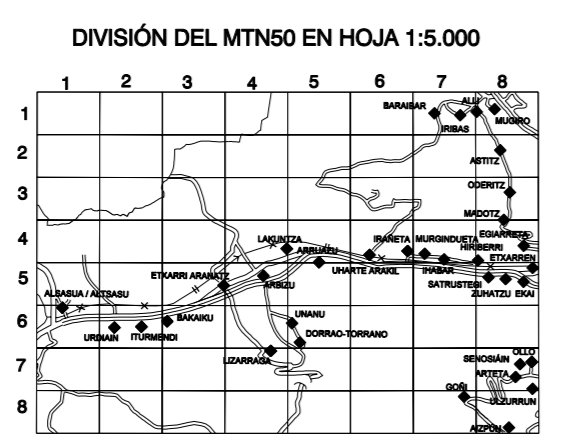 DIVISIÓN DEL MTN50 EN HOJA 1:5.000
1 2 3 4 5 6 7 8
1
BARAIBAR
ALLI
MUGIRO
IRIBAS
2
ASTITZ
3
ODERITZ
MADOTZ
4
LAKUNTZA
ARRUAZU
IRAÑETA
MURGINDUETA
HIRIBERRI
EGIARRETA
ETXARREN
5
ETXARRI ARANATZ
ARBIZU
UHARTE ARAKIL
IHABAR
SATRUSTEGI
ZUHATZU
EKAI
ALSASUA / ALTSASU
6
URDIAIN
ITURMENDI
BAKAIKU
UNANU
DORRAO-TORRANO
7
LIZARRAGA
SENOSIÁIN
OLLO
ARTETA
GOÑI
8
ULZURRUN
AIZPÚN